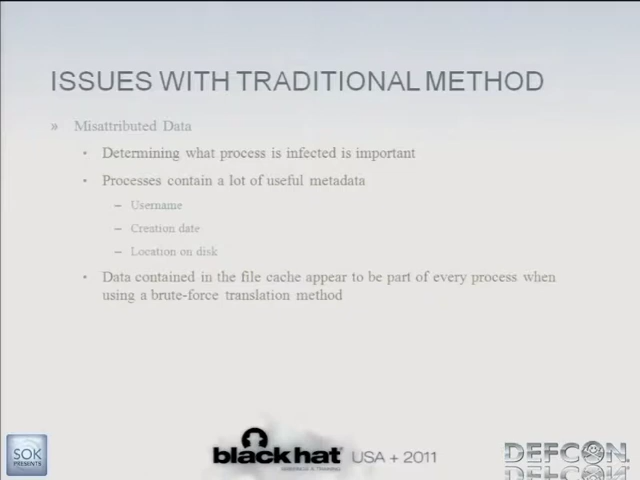 ISSUES WITH TRADITIONAL METHOD
» Misattributed Data
• Determining what process is infected is important
• Processes contain a lot of useful metadata
– Username
– Creation date
– Location on disk
• Data contained in the file cache appear to be part of every process when
using a brute-force translation method
SOK
PRESENTS
blackhat USA + 2011
DEFCON